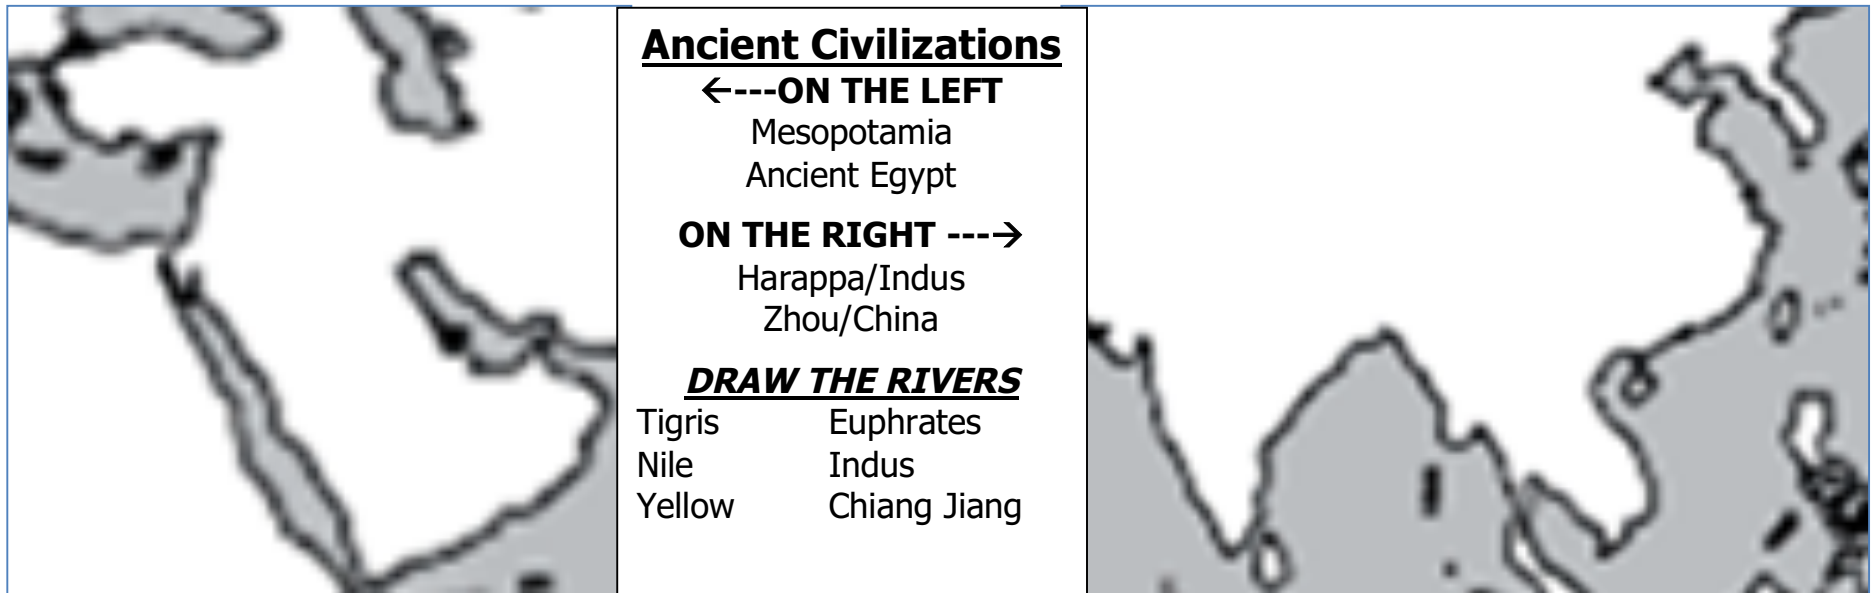 Ancient Civilizations
←---ON THE LEFT
Mesopotamia
Ancient Egypt
ON THE RIGHT ---→
Harappa/Indus
Zhou/China
DRAW THE RIVERS
Tigris Euphrates
Nile Indus
Yellow Chiang Jiang